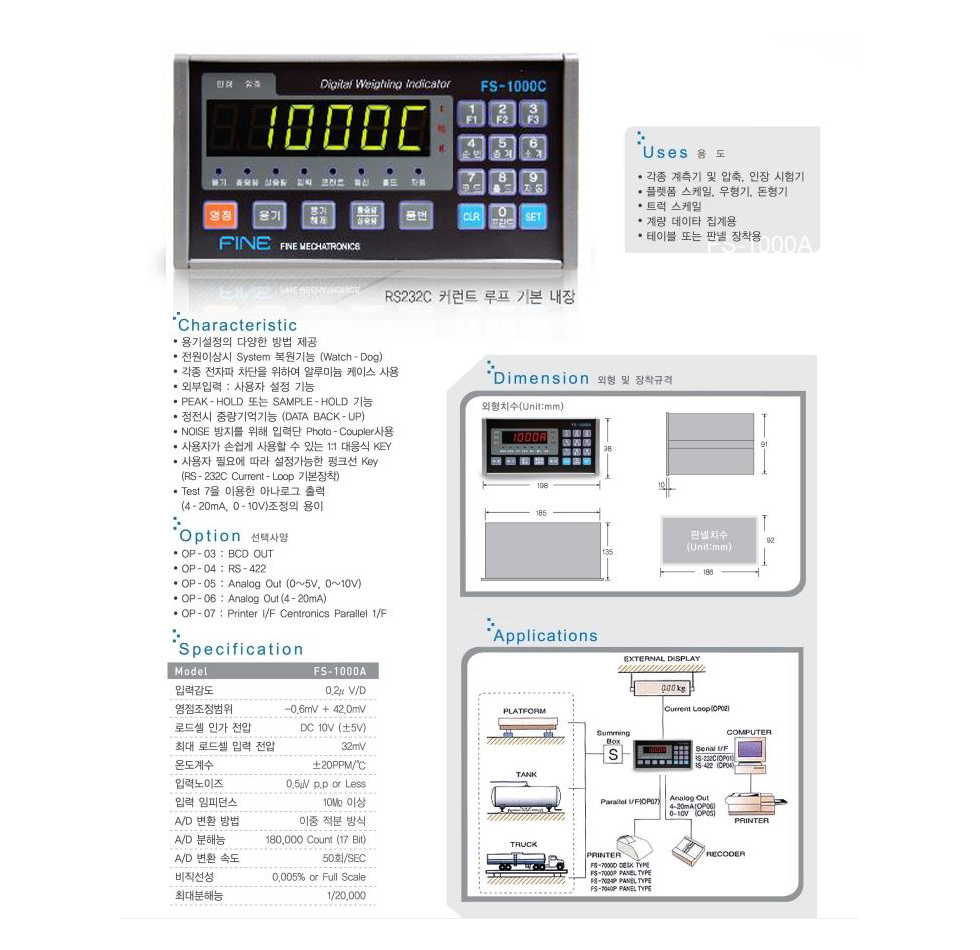 영점 잎점
Digital Weighing Indicator FS-1000C
1000C
1 F1 2 F2 3 F3
4 순번 5 총계 6 소계
7 코드 8 홀드 9 자동
CLR 0 프린트 SET
용기 총중량 실중량 입력 프린트 통신 홀드 자동
영점 용기 용기해제 총중량 실중량 품번
FINE FINE MECHATRONICS
RS232C 커런트 루프 기본 내장
Uses 용 도
• 각종 계측기 및 압축, 인장 시험기
• 플렛폼 스케일, 우형기, 돈형기
• 트럭 스케일
• 계량 데이타 집계용
• 테이블 또는 판넬 장착용
FS-1000A
Characteristic
• 용기설정의 다양한 방법 제공
• 전원이상시 System 복원기능 (Watch - Dog)
• 각종 전자파 차단을 위하여 알루미늄 케이스 사용
• 외부입력 : 사용자 설정 기능
• PEAK - HOLD 또는 SAMPLE - HOLD 기능
• 정전시 중량기억기능 (DATA BACK - UP)
• NOISE 방지를 위해 입력단 Photo - Coupler사용
• 사용자가 손쉽게 사용할 수 있는 1:1 대응식 KEY
• 사용자 필요에 따라 설정가능한 펑크션 Key
(RS - 232C Current - Loop 기본장착)
• Test 7을 이용한 아나로그 출력
(4 - 20mA, 0 - 10V)조정의 용이
Option 선택사양
• OP - 03 : BCD OUT
• OP - 04 : RS - 422
• OP - 05 : Analog Out (0~5V, 0~10V)
• OP - 06 : Analog Out (4 - 20mA)
• OP - 07 : Printer I/F Centronics Parallel 1/F
Specification
Model FS-1000A
입력감도 0.2μ V/D
영점조정범위 -0.6mV + 42.0mV
로드셀 인가 전압 DC 10V (±5V)
최대 로드셀 입력 전압 32mV
온도계수 ±20PPM/℃
입력노이즈 0.5μV p.p or Less
입력 임피던스 10MΩ 이상
A/D 변환 방법 이중 적분 방식
A/D 분해능 180,000 Count (17 Bit)
A/D 변환 속도 50회/SEC
비직선성 0.005% or Full Scale
최대분해능 1/20,000
Dimension 외형 및 장착규격
외형치수(Unit:mm)
FS-1000A
1000A
98
198
91
10
185
135
판넬치수
(Unit:mm)
92
186
Applications
EXTERNAL DISPLAY
0.00 kg
Current Loop(OP02)
PLATFORM
Summing
Box
S
COMPUTER
Serial I/F
RS-232C(OP01)
RS-422 (OP04)
TANK
Parallel I/F(OP07)
Analog Out
4-20mA(OP06)
0-10V (OP05)
PRINTER
TRUCK
PRINTER
RECODER
FS-7000D DESK TYPE
FS-7000P PANEL TYPE
FS-7024P PANEL TYPE
FS-7040P PANEL TYPE